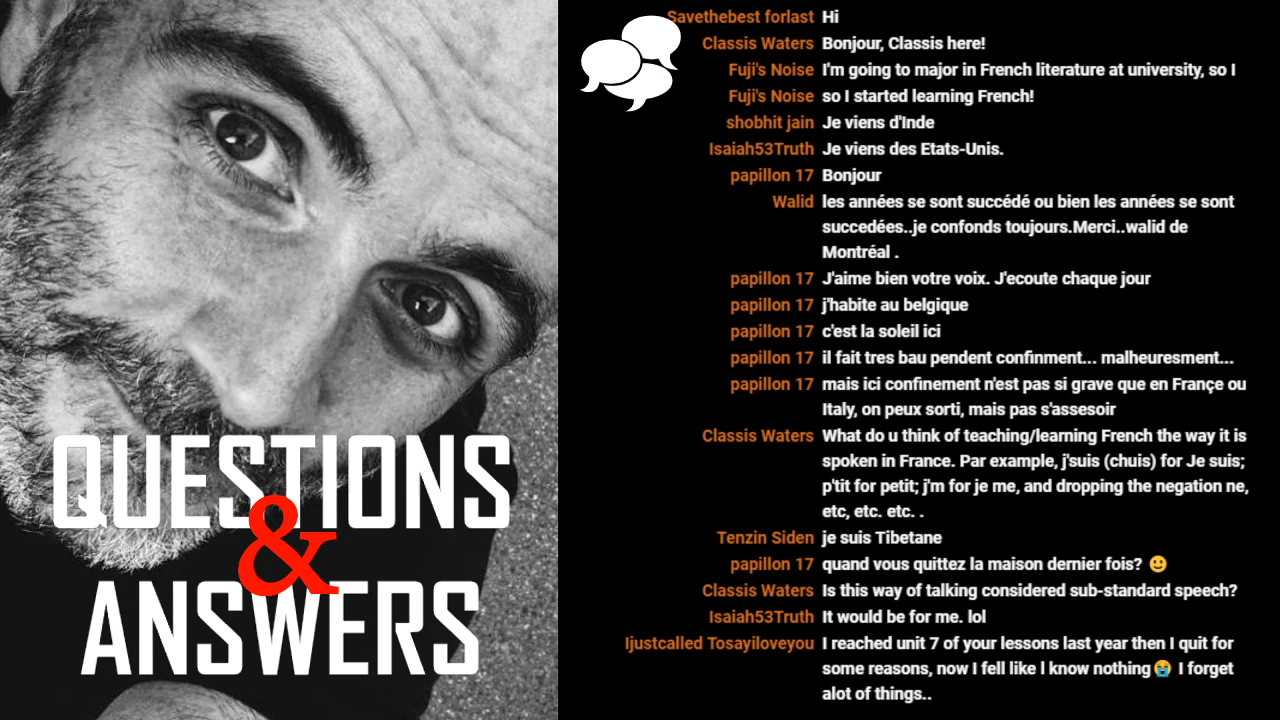 QUESTIONS
&
ANSWERS
Savethebest forlast Hi
Classis Waters Bonjour, Classis here!
Fuji's Noise I'm going to major in French literature at university, so I
Fuji's Noise so I started learning French!
shobhit jain Je viens d'Inde
Isaiah53Truth Je viens des Etats-Unis.
papillon 17 Bonjour
Walid les années se sont succédé ou bien les années se sont
succedées..je confonds toujours.Merci..walid de
Montréal .
papillon 17 J'aime bien votre voix. J'ecoute chaque jour
papillon 17 j'habite au belgique
papillon 17 c'est la soleil ici
papillon 17 il fait tres bau pendent confinment... malheuresment...
papillon 17 mais ici confinement n'est pas si grave que en Françe ou
Italy, on peux sorti, mais pas s'assesoir
Classis Waters What do u think of teaching/learning French the way it is
spoken in France. Par example, j'suis (chuis) for Je suis;
p'tit for petit; j'm for je me, and dropping the negation ne,
etc, etc. etc. .
Tenzin Siden je suis Tibetane
papillon 17 quand vous quittez la maison dernier fois? 😃
Classis Waters Is this way of talking considered sub-standard speech?
Isaiah53Truth It would be for me. lol
Ijustcalled Tosayiloveyou I reached unit 7 of your lessons last year then I quit for
some reasons, now I fell like l know nothing😭 I forget
alot of things..